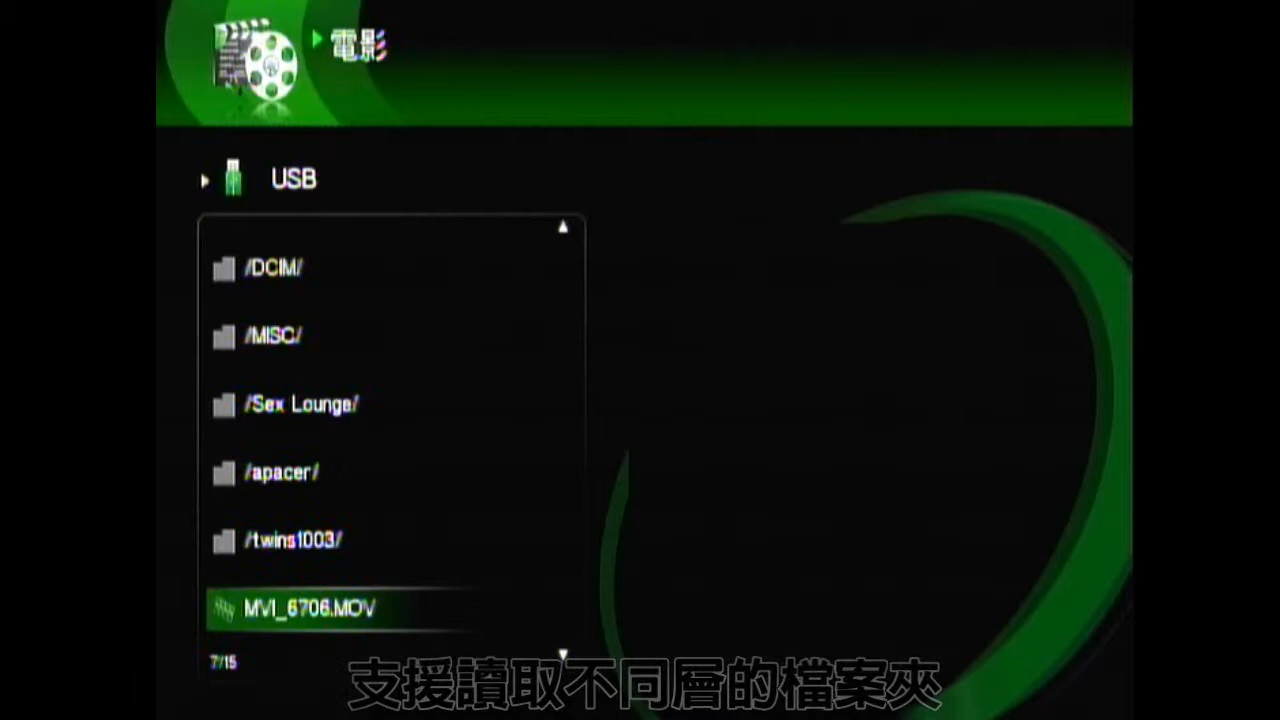 電影
USB
/DCIM/
/MISC/
/Sex Lounge/
/apacer/
/twins1003/
MVI_6706.MOV
7/15
支援讀取不同層的檔案夾